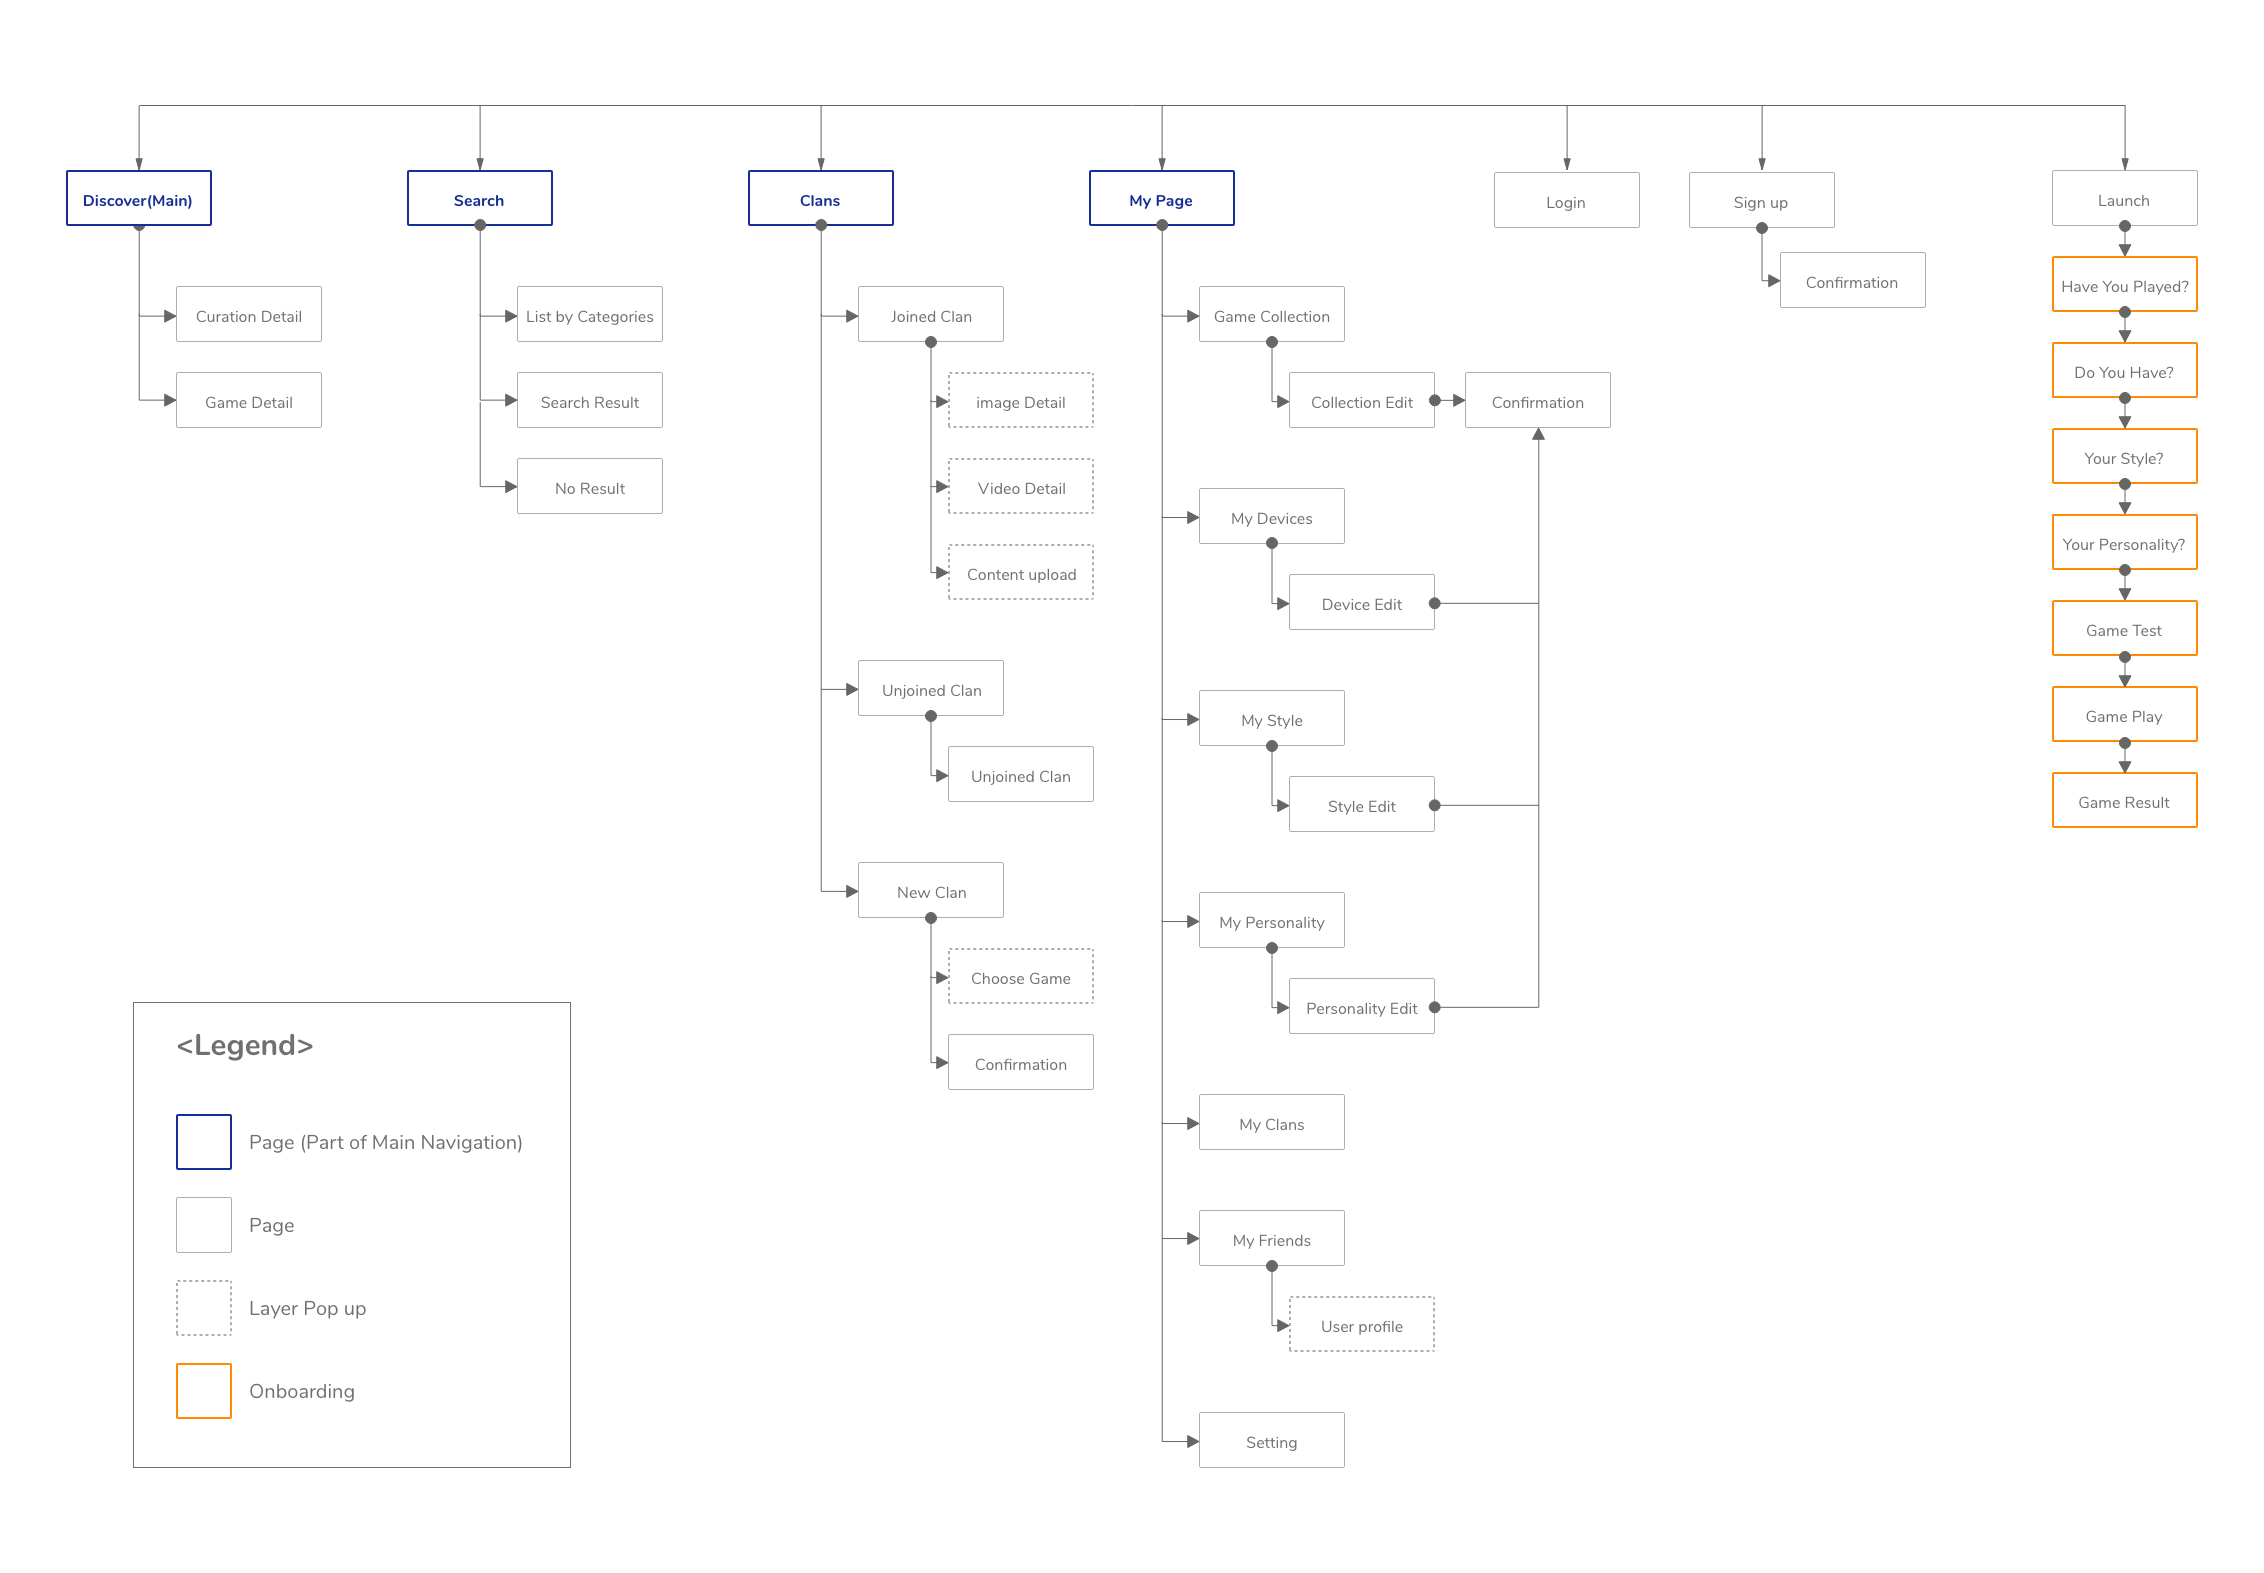 Discover(Main)
Search
Clans
My Page
Login
Sign up
Launch
Curation Detail
Game Detail
List by Categories
Search Result
No Result
Joined Clan
image Detail
Video Detail
Content upload
Unjoined Clan
Unjoined Clan
New Clan
Choose Game
Confirmation
Game Collection
Collection Edit
Confirmation
My Devices
Device Edit
My Style
Style Edit
My Personality
Personality Edit
My Clans
My Friends
User profile
Setting
Confirmation
Have You Played?
Do You Have?
Your Style?
Your Personality?
Game Test
Game Play
Game Result
<Legend>
Page (Part of Main Navigation)
Page
Layer Pop up
Onboarding